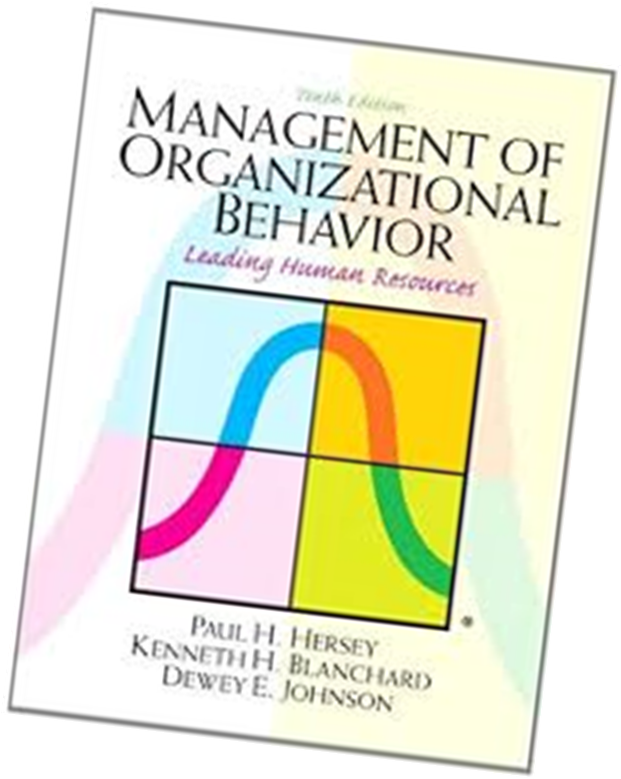 Tenth Edition
MANAGEMENT OF
ORGANIZATIONAL
BEHAVIOR
Leading Human Resources
PAUL H. HERSEY
KENNETH H. BLANCHARD
DEWEY E. JOHNSON